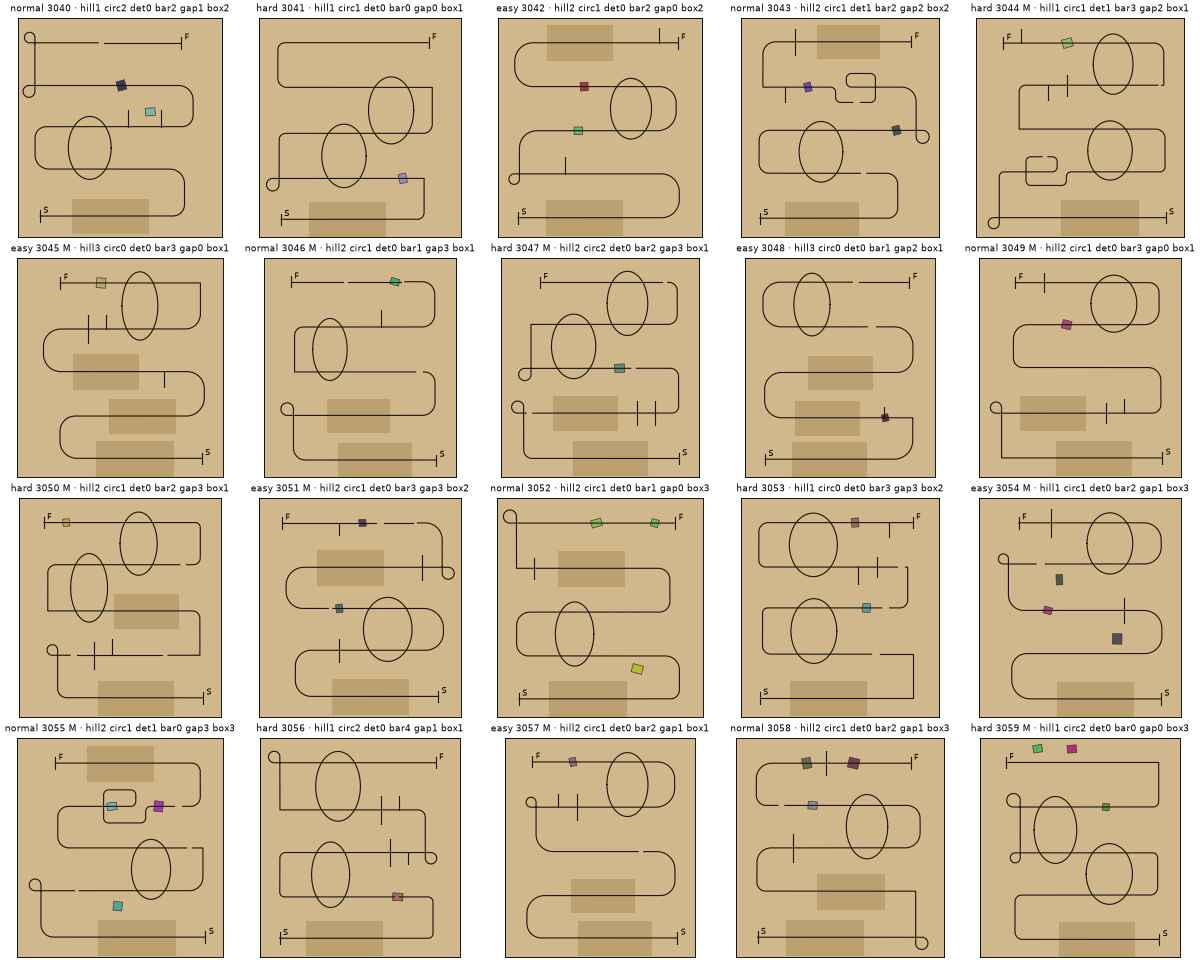 normal 3040 · hill1 circ2 det0 bar2 gap1 box2
hard 3041 · hill1 circ1 det0 bar0 gap0 box1
easy 3042 · hill2 circ1 det0 bar2 gap0 box2
normal 3043 · hill2 circ1 det1 bar2 gap2 box2
hard 3044 M · hill1 circ1 det1 bar3 gap2 box1
F
F
F
F
F
S
S
S
S
S
easy 3045 M · hill3 circ0 det0 bar3 gap0 box1
normal 3046 M · hill2 circ1 det0 bar1 gap3 box1
hard 3047 M · hill2 circ2 det0 bar2 gap3 box1
easy 3048 · hill3 circ0 det0 bar1 gap2 box1
normal 3049 M · hill2 circ1 det0 bar3 gap0 box1
F
F
F
F
F
S
S
S
S
S
hard 3050 M · hill2 circ1 det0 bar2 gap3 box1
easy 3051 M · hill2 circ1 det0 bar3 gap3 box2
normal 3052 · hill2 circ1 det0 bar1 gap0 box3
hard 3053 · hill1 circ0 det0 bar3 gap3 box2
easy 3054 M · hill1 circ1 det0 bar2 gap1 box3
F
F
F
F
F
S
S
S
S
S
normal 3055 M · hill2 circ1 det1 bar0 gap3 box3
hard 3056 · hill1 circ2 det0 bar4 gap1 box1
easy 3057 M · hill2 circ1 det0 bar2 gap1 box1
normal 3058 · hill2 circ1 det0 bar2 gap1 box3
hard 3059 M · hill1 circ2 det0 bar0 gap0 box3
F
F
F
F
F
S
S
S
S
S